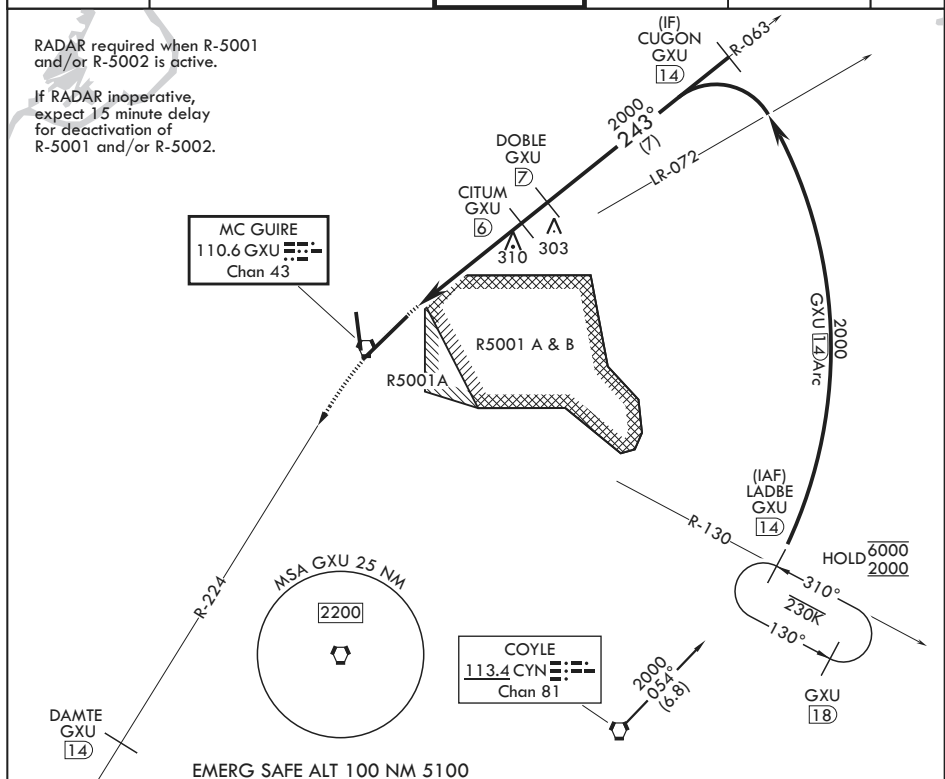 RADAR required when R-5001
and/or R-5002 is active.
If RADAR inoperative,
expect 15 minute delay
for deactivation of
R-5001 and/or R-5002.
(IF)
CUGON
GXU
14
R-063
2000
243°
(7)
LR-072
DOBLE
GXU
7
CITUM
GXU
6
310
303
MC GUIRE
110.6 GXU
Chan 43
R5001 A & B
R5001A
2000
GXU 14 Arc
(IAF)
LADBE
GXU
14
R-130
HOLD 6000
2000
310°
230K
130°
GXU
18
R-224
MSA GXU 25 NM
2200
COYLE
113.4 CYN
Chan 81
2000
054°
(6.8)
DAMTE
GXU
14
EMERG SAFE ALT 100 NM 5100